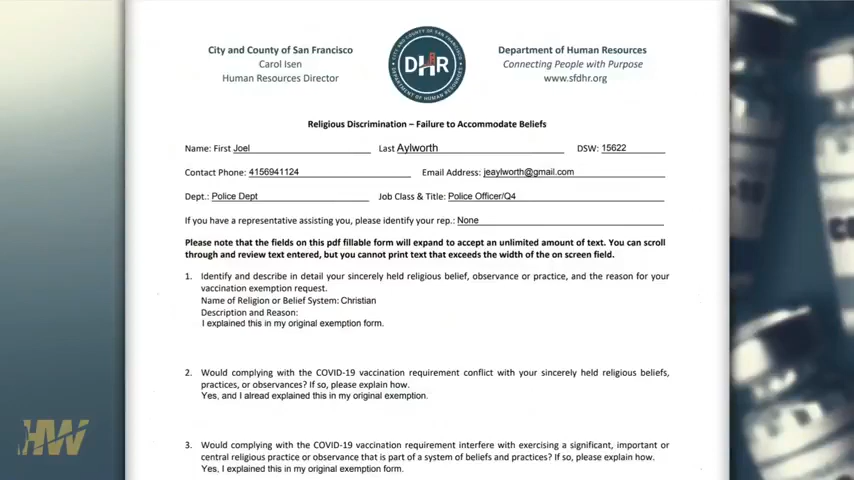 City and County of San Francisco
Carol Isen
Human Resources Director
CITY AND COUNTY OF SAN FRANCISCO
DHR
DEPARTMENT OF HUMAN RESOURCES
Department of Human Resources
Connecting People with Purpose
www.sfdhr.org
Religious Discrimination – Failure to Accommodate Beliefs
Name: First Joel Last Aylworth DSW: 15622
Contact Phone: 4156941124 Email Address: jeaylworth@gmail.com
Dept.: Police Dept Job Class & Title: Police Officer/Q4
If you have a representative assisting you, please identify your rep.: None
Please note that the fields on this pdf fillable form will expand to accept an unlimited amount of text. You can scroll
through and review text entered, but you cannot print text that exceeds the width of the on screen field.
1. Identify and describe in detail your sincerely held religious belief, observance or practice, and the reason for your
vaccination exemption request.
Name of Religion or Belief System: Christian
Description and Reason:
I explained this in my original exemption form.
2. Would complying with the COVID-19 vaccination requirement conflict with your sincerely held religious beliefs,
practices, or observances? If so, please explain how.
Yes, and I alread explained this in my original exemption.
3. Would complying with the COVID-19 vaccination requirement interfere with exercising a significant, important or
central religious practice or observance that is part of a system of beliefs and practices? If so, please explain how.
Yes, I explained this in my original exemption form.
HW